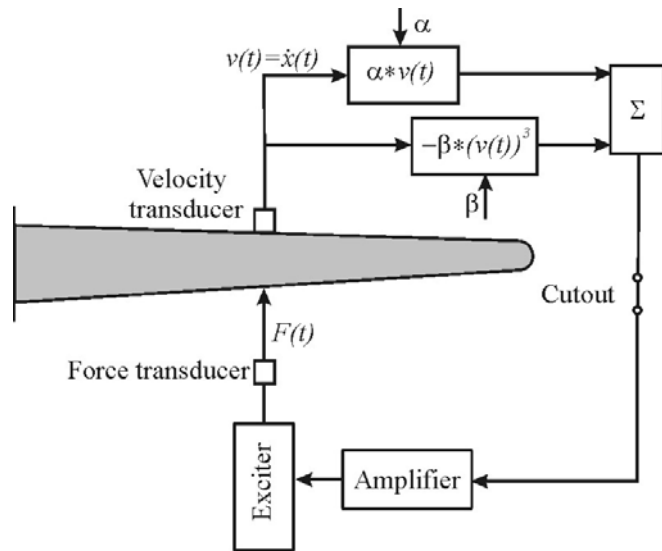 α
v(t)=ẋ(t)
α*v(t)
Σ
−β*(v(t))³
β
Velocity
transducer
Cutout
F(t)
Force transducer
Exciter
Amplifier